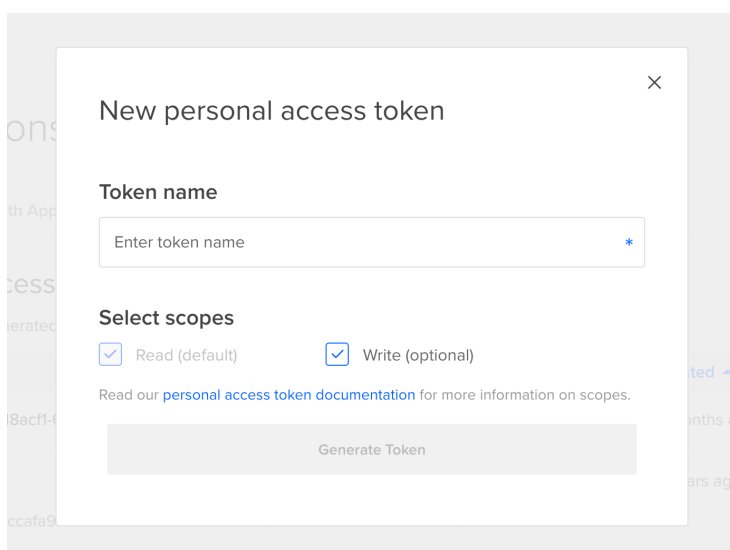 New personal access token
Token name
Enter token name *
Select scopes
Read (default) Write (optional)
Read our personal access token documentation for more information on scopes.
Generate Token